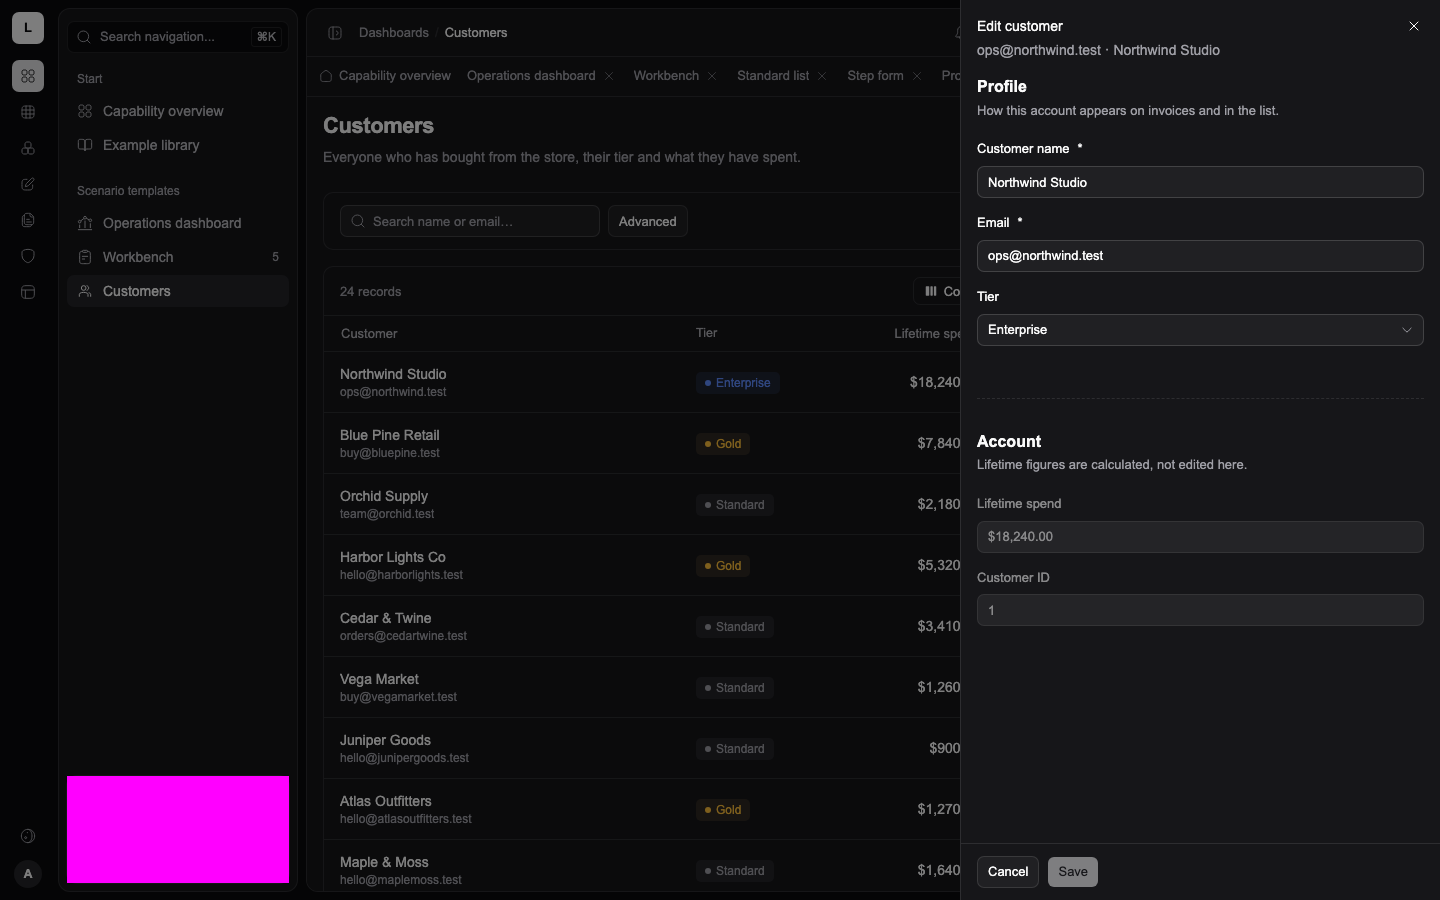 L
Search navigation...
⌘K
Start
Capability overview
Example library
Scenario templates
Operations dashboard
Workbench
5
Customers
A
Dashboards / Customers
Capability overview
Operations dashboard
Workbench
Standard list
Step form
Customers
Everyone who has bought from the store, their tier and what they have spent.
Search name or email...
Advanced
24 records
Customer
Tier
Lifetime
Northwind Studio
ops@northwind.test
Enterprise
$18,240
Blue Pine Retail
buy@bluepine.test
Gold
$7,840
Orchid Supply
team@orchid.test
Standard
$2,180
Harbor Lights Co
hello@harborlights.test
Gold
$5,320
Cedar & Twine
orders@cedartwine.test
Standard
$3,410
Vega Market
buy@vegamarket.test
Standard
$1,260
Juniper Goods
hello@junipergoods.test
Standard
$900
Atlas Outfitters
hello@atlasoutfitters.test
Gold
$1,270
Maple & Moss
hello@maplemoss.test
Standard
$1,640
Edit customer
ops@northwind.test · Northwind Studio
Profile
How this account appears on invoices and in the list.
Customer name *
Northwind Studio
Email *
ops@northwind.test
Tier
Enterprise
Account
Lifetime figures are calculated, not edited here.
Lifetime spend
$18,240.00
Customer ID
1
Cancel
Save